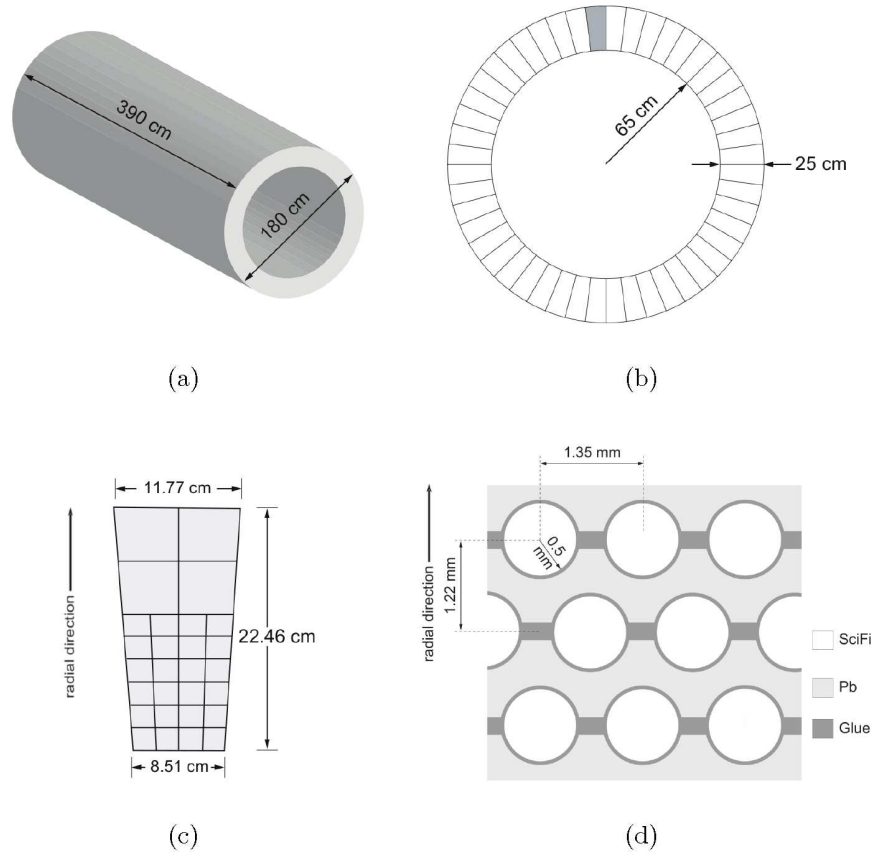 390 cm
180 cm
(a)
65 cm
25 cm
(b)
11.77 cm
radial direction
22.46 cm
8.51 cm
(c)
1.35 mm
radial direction
1.22 mm
0.5
mm
SciFi
Pb
Glue
(d)